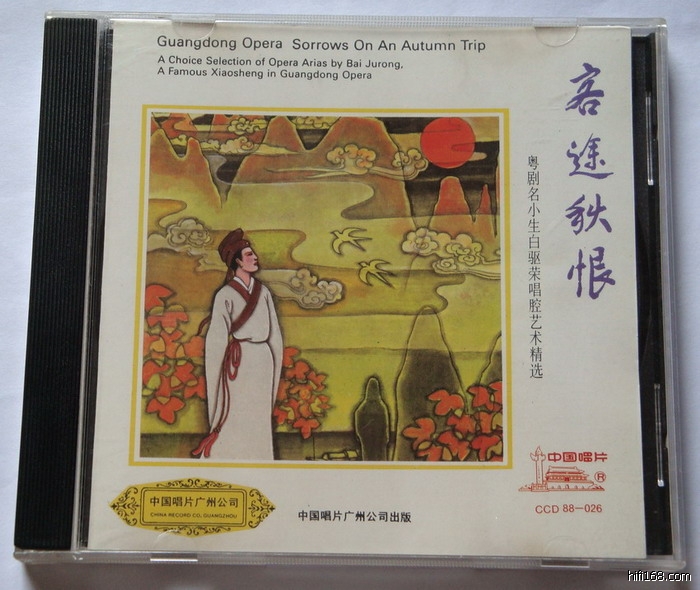 Guangdong Opera Sorrows On An Autumn Trip
A Choice Selection of Opera Arias by Bai Jurong,
A Famous Xiaosheng in Guangdong Opera
客途秋恨
粤剧名小生白驱荣唱腔艺术精选
中国唱片
R
CCD 88-026
中国唱片广州公司
CHINA RECORD CO, GUANGZHOU
中国唱片广州公司出版
hifi168.com